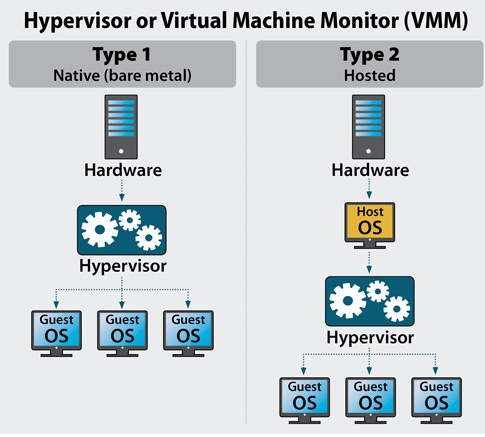 Hypervisor or Virtual Machine Monitor (VMM)
Type 1
Native (bare metal)
Hardware
Hypervisor
Guest
OS
Guest
OS
Guest
OS
Type 2
Hosted
Hardware
Host
OS
Hypervisor
Guest
OS
Guest
OS
Guest
OS